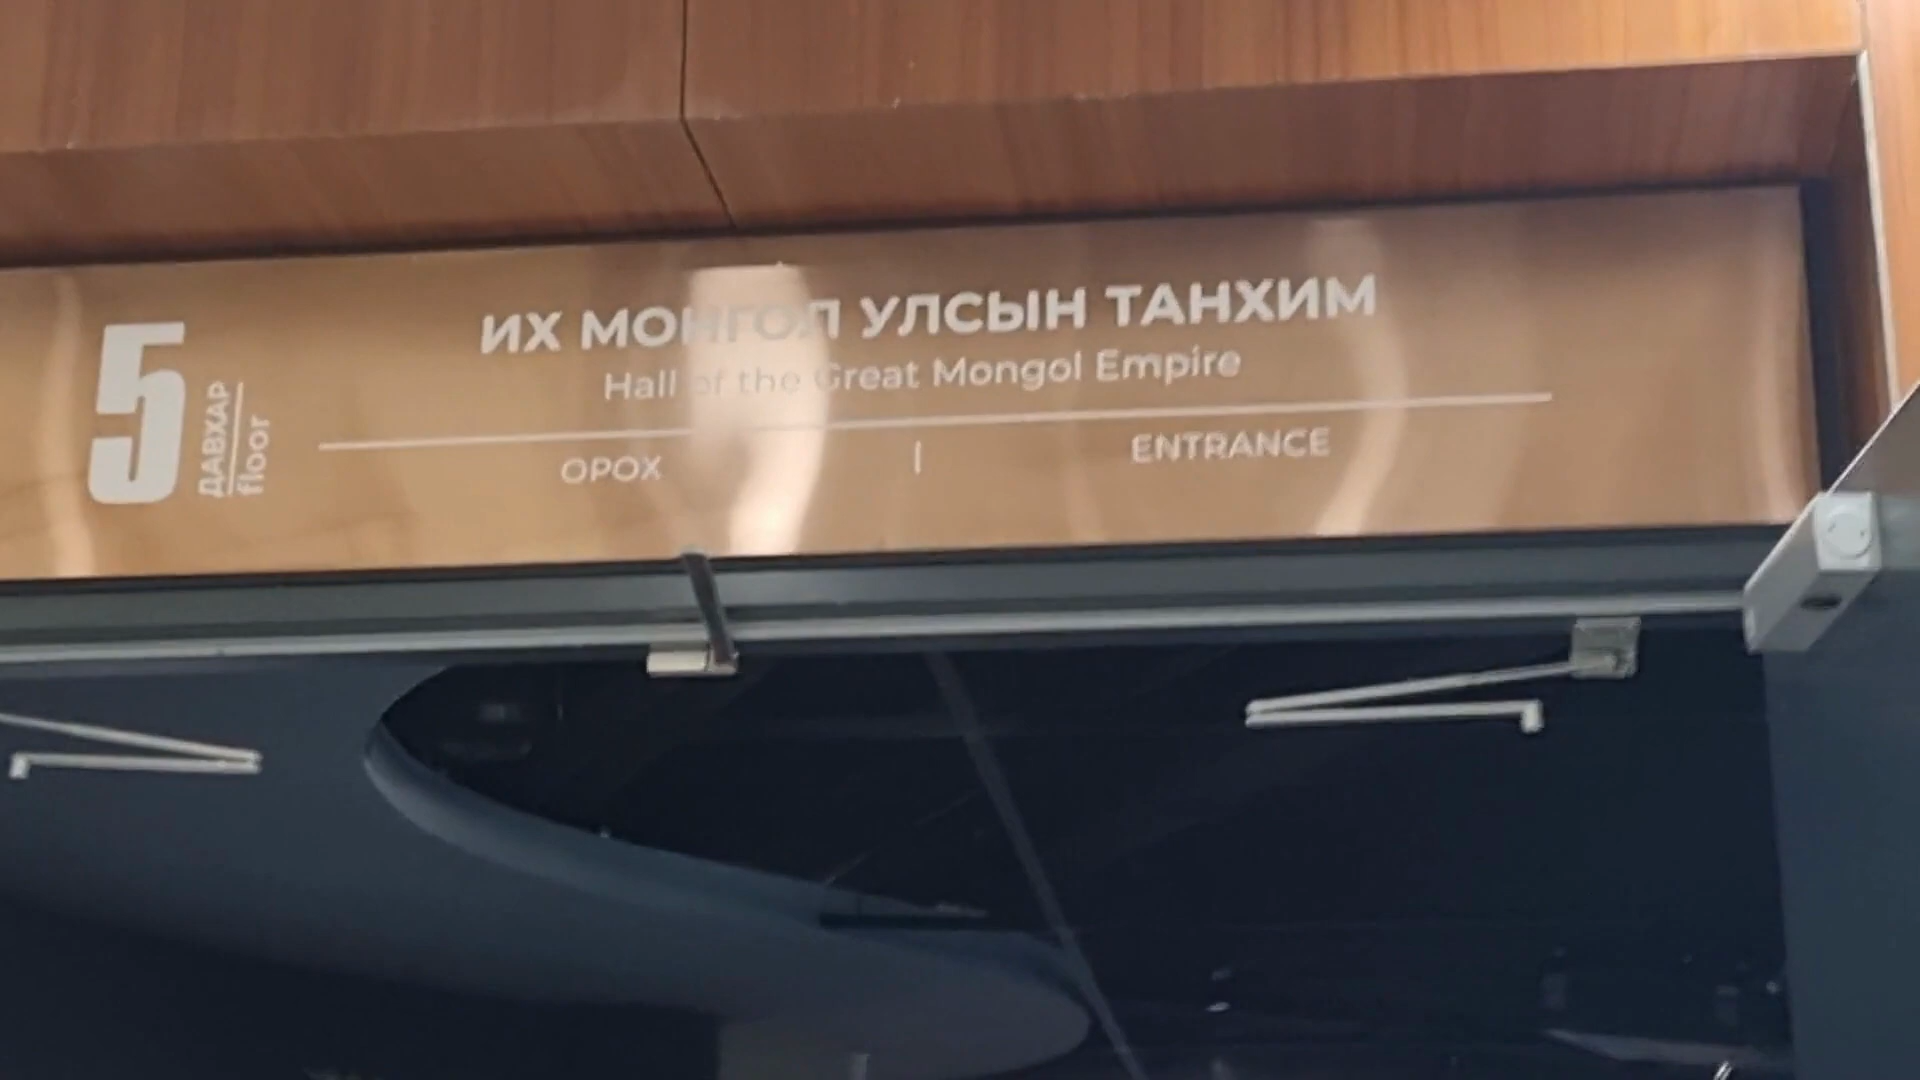 5
ДАВХАР
floor
ИХ МОНГОЛ УЛСЫН ТАНХИМ
Hall of the Great Mongol Empire
ОРОХ | ENTRANCE